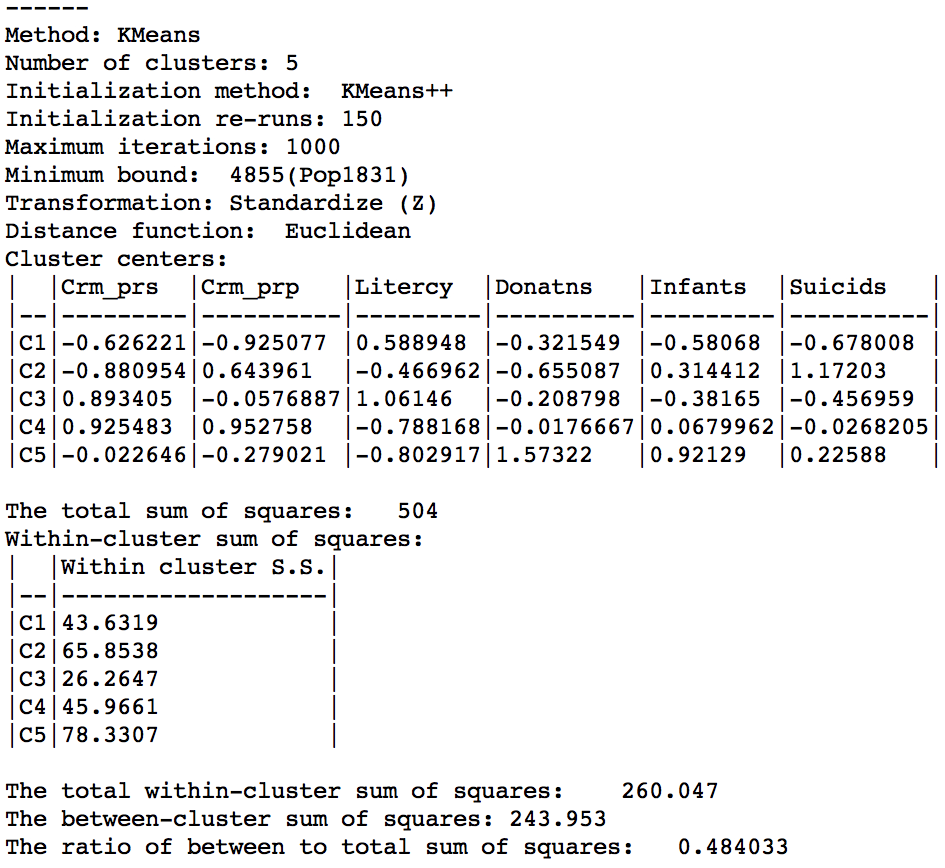 ------
Method: KMeans
Number of clusters: 5
Initialization method:  KMeans++
Initialization re-runs: 150
Maximum iterations: 1000
Minimum bound:  4855(Pop1831)
Transformation: Standardize (Z)
Distance function:  Euclidean
Cluster centers:
|  |Crm_prs  |Crm_prp   |Litercy  |Donatns   |Infants  |Suicids   |
|--|---------|----------|---------|----------|---------|----------|
|C1|-0.626221|-0.925077 |0.588948 |-0.321549 |-0.58068 |-0.678008 |
|C2|-0.880954|0.643961  |-0.466962|-0.655087 |0.314412 |1.17203   |
|C3|0.893405 |-0.0576887|1.06146  |-0.208798 |-0.38165 |-0.456959 |
|C4|0.925483 |0.952758  |-0.788168|-0.0176667|0.0679962|-0.0268205|
|C5|-0.022646|-0.279021 |-0.802917|1.57322   |0.92129  |0.22588   |
The total sum of squares:   504
Within-cluster sum of squares:
|  |Within cluster S.S.|
|--|-------------------|
|C1|43.6319            |
|C2|65.8538            |
|C3|26.2647            |
|C4|45.9661            |
|C5|78.3307            |
The total within-cluster sum of squares:    260.047
The between-cluster sum of squares: 243.953
The ratio of between to total sum of squares:   0.484033